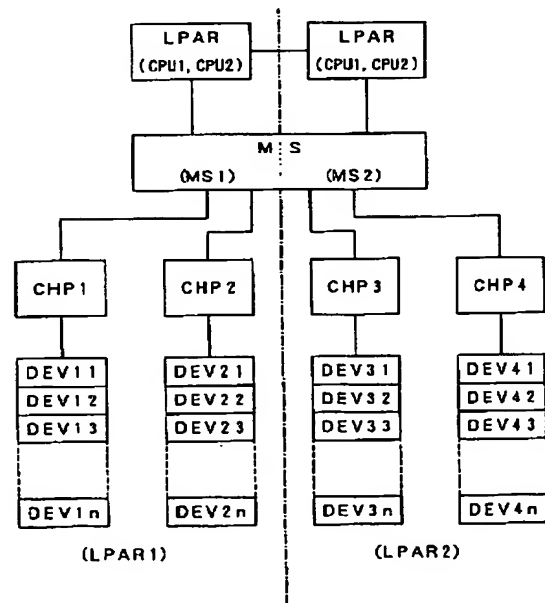 LPAR LPAR
(CPU1, CPU2) (CPU1, CPU2)
MS
(MS1) (MS2)
CHP1 CHP2 CHP3 CHP4
DEV11 DEV21 DEV31 DEV41
DEV12 DEV22 DEV32 DEV42
DEV13 DEV23 DEV33 DEV43
DEV1n DEV2n DEV3n DEV4n
(LPAR1) (LPAR2)